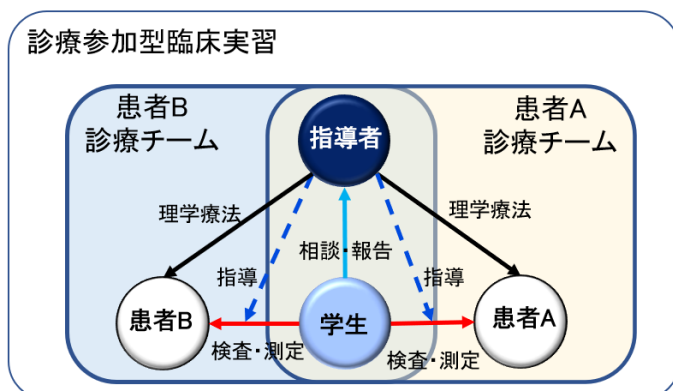 診療参加型臨床実習
患者B
診療チーム
患者A
診療チーム
指導者
理学療法
理学療法
相談・報告
指導
指導
患者B
学生
患者A
検査・測定
検査・測定